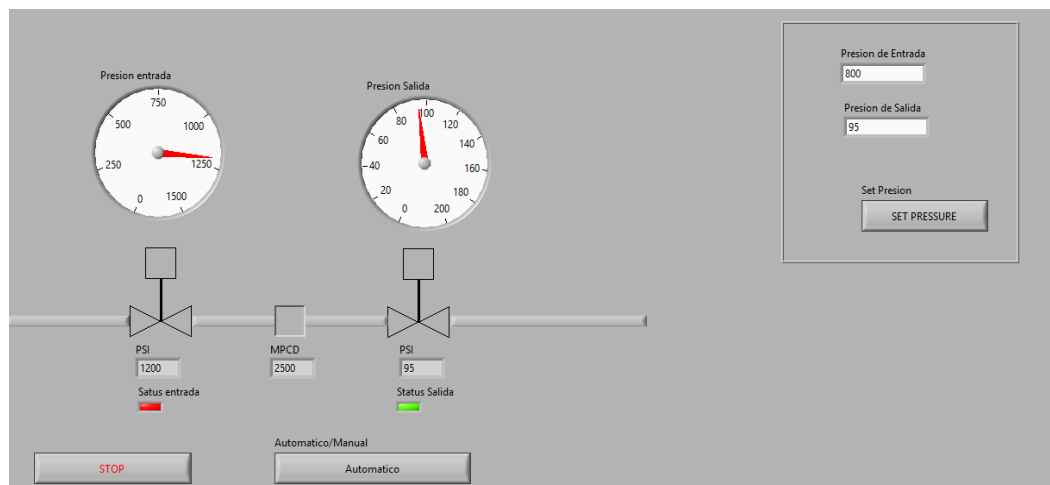 Presion entrada
0
250
500
750
1000
1250
1500
Presion Salida
0
20
40
60
80
100
120
140
160
180
200
Presion de Entrada
800
Presion de Salida
95
Set Presion
SET PRESSURE
PSI
1200
Satus entrada
MPCD
2500
PSI
95
Status Salida
STOP
Automatico/Manual
Automatico